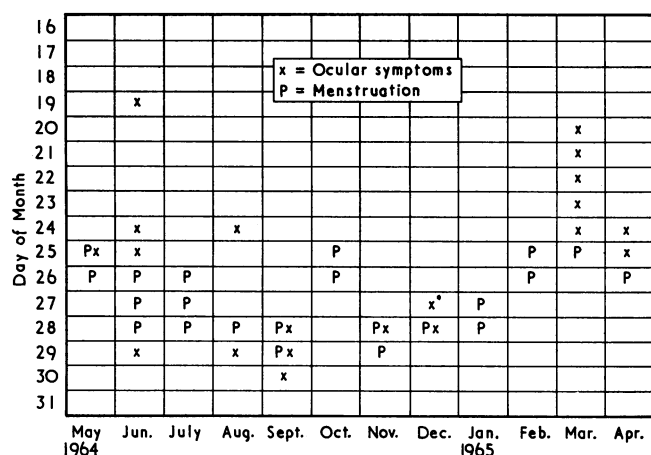 16
17
18
x = Ocular symptoms
P = Menstruation
19 x
20 x
21 x
22 x
23 x
24 x x x x
25 Px x P P P x
26 P P P P P P
27 P P x• P
28 P P P Px Px Px P
29 x x Px P
30 x
31
Day of Month
May Jun. July Aug. Sept. Oct. Nov. Dec. Jan. Feb. Mar. Apr.
1964 1965